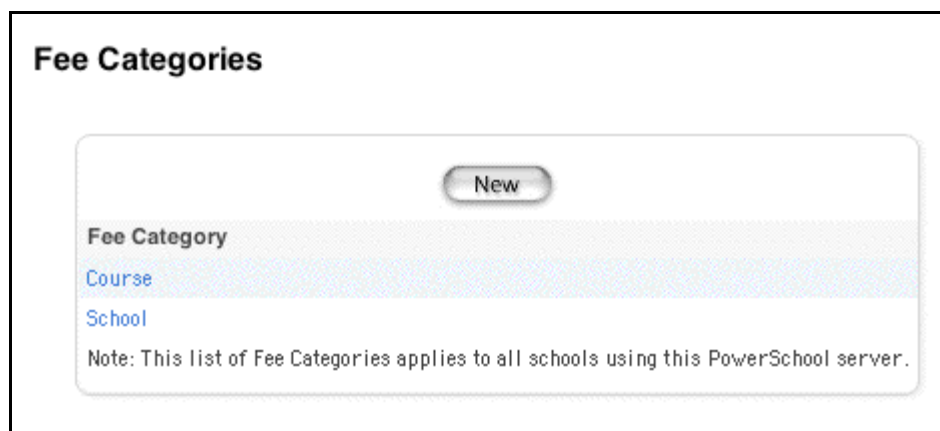 Fee Categories
New
Fee Category
Course
School
Note: This list of Fee Categories applies to all schools using this PowerSchool server.